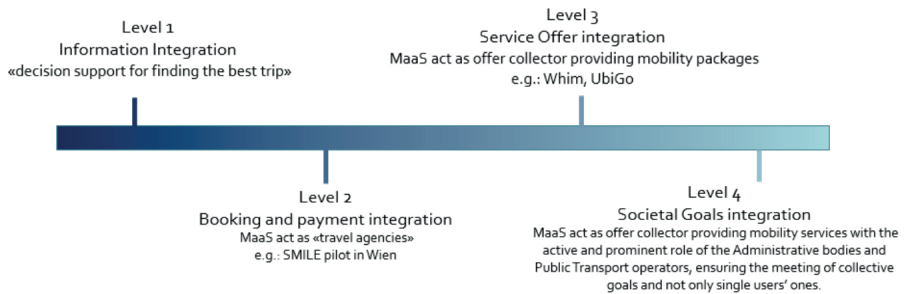 Level 1
Information Integration
«decision support for finding the best trip»
Level 3
Service Offer integration
MaaS act as offer collector providing mobility packages
e.g.: Whim, UbiGo
Level 2
Booking and payment integration
MaaS act as «travel agencies»
e.g.: SMILE pilot in Wien
Level 4
Societal Goals integration
MaaS act as offer collector providing mobility services with the
active and prominent role of the Administrative bodies and
Public Transport operators, ensuring the meeting of collective
goals and not only single users' ones.